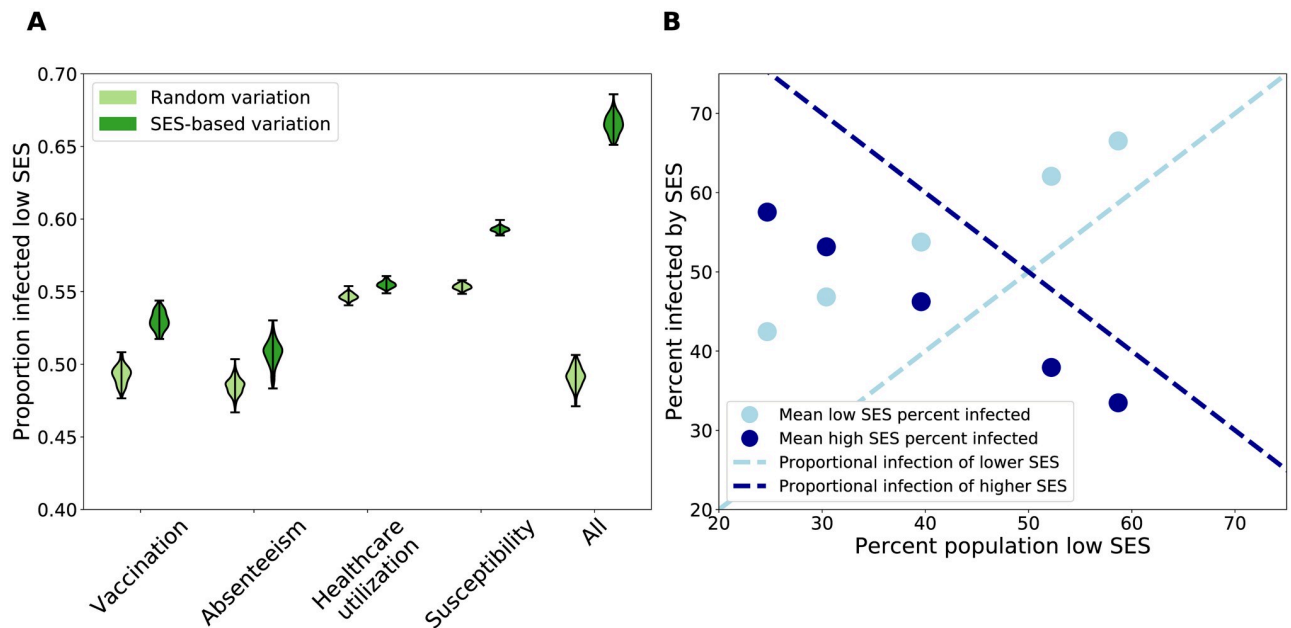 A
0.70
0.65
0.60
0.55
0.50
0.45
0.40
Proportion infected low SES
Random variation
SES-based variation
Vaccination
Absenteeism
Healthcare
utilization
Susceptibility
All
B
70
60
50
40
30
20
Percent infected by SES
Mean low SES percent infected
Mean high SES percent infected
Proportional infection of lower SES
Proportional infection of higher SES
20 30 40 50 60 70
Percent population low SES